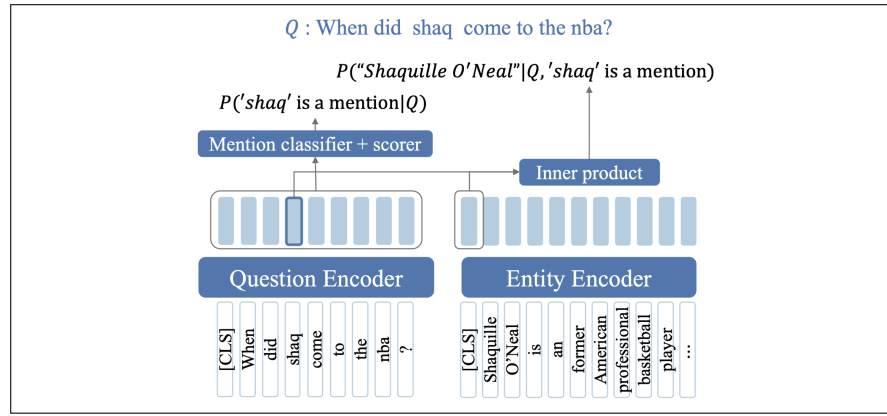 Q : When did shaq come to the nba?
P("Shaquille O'Neal"|Q, 'shaq' is a mention)
P('shaq' is a mention|Q)
Mention classifier + scorer
Inner product
Question Encoder
Entity Encoder
[CLS]
When
did
shaq
come
to
the
nba
?
[CLS]
Shaquille
O'Neal
is
an
former
American
professional
basketball
player
...